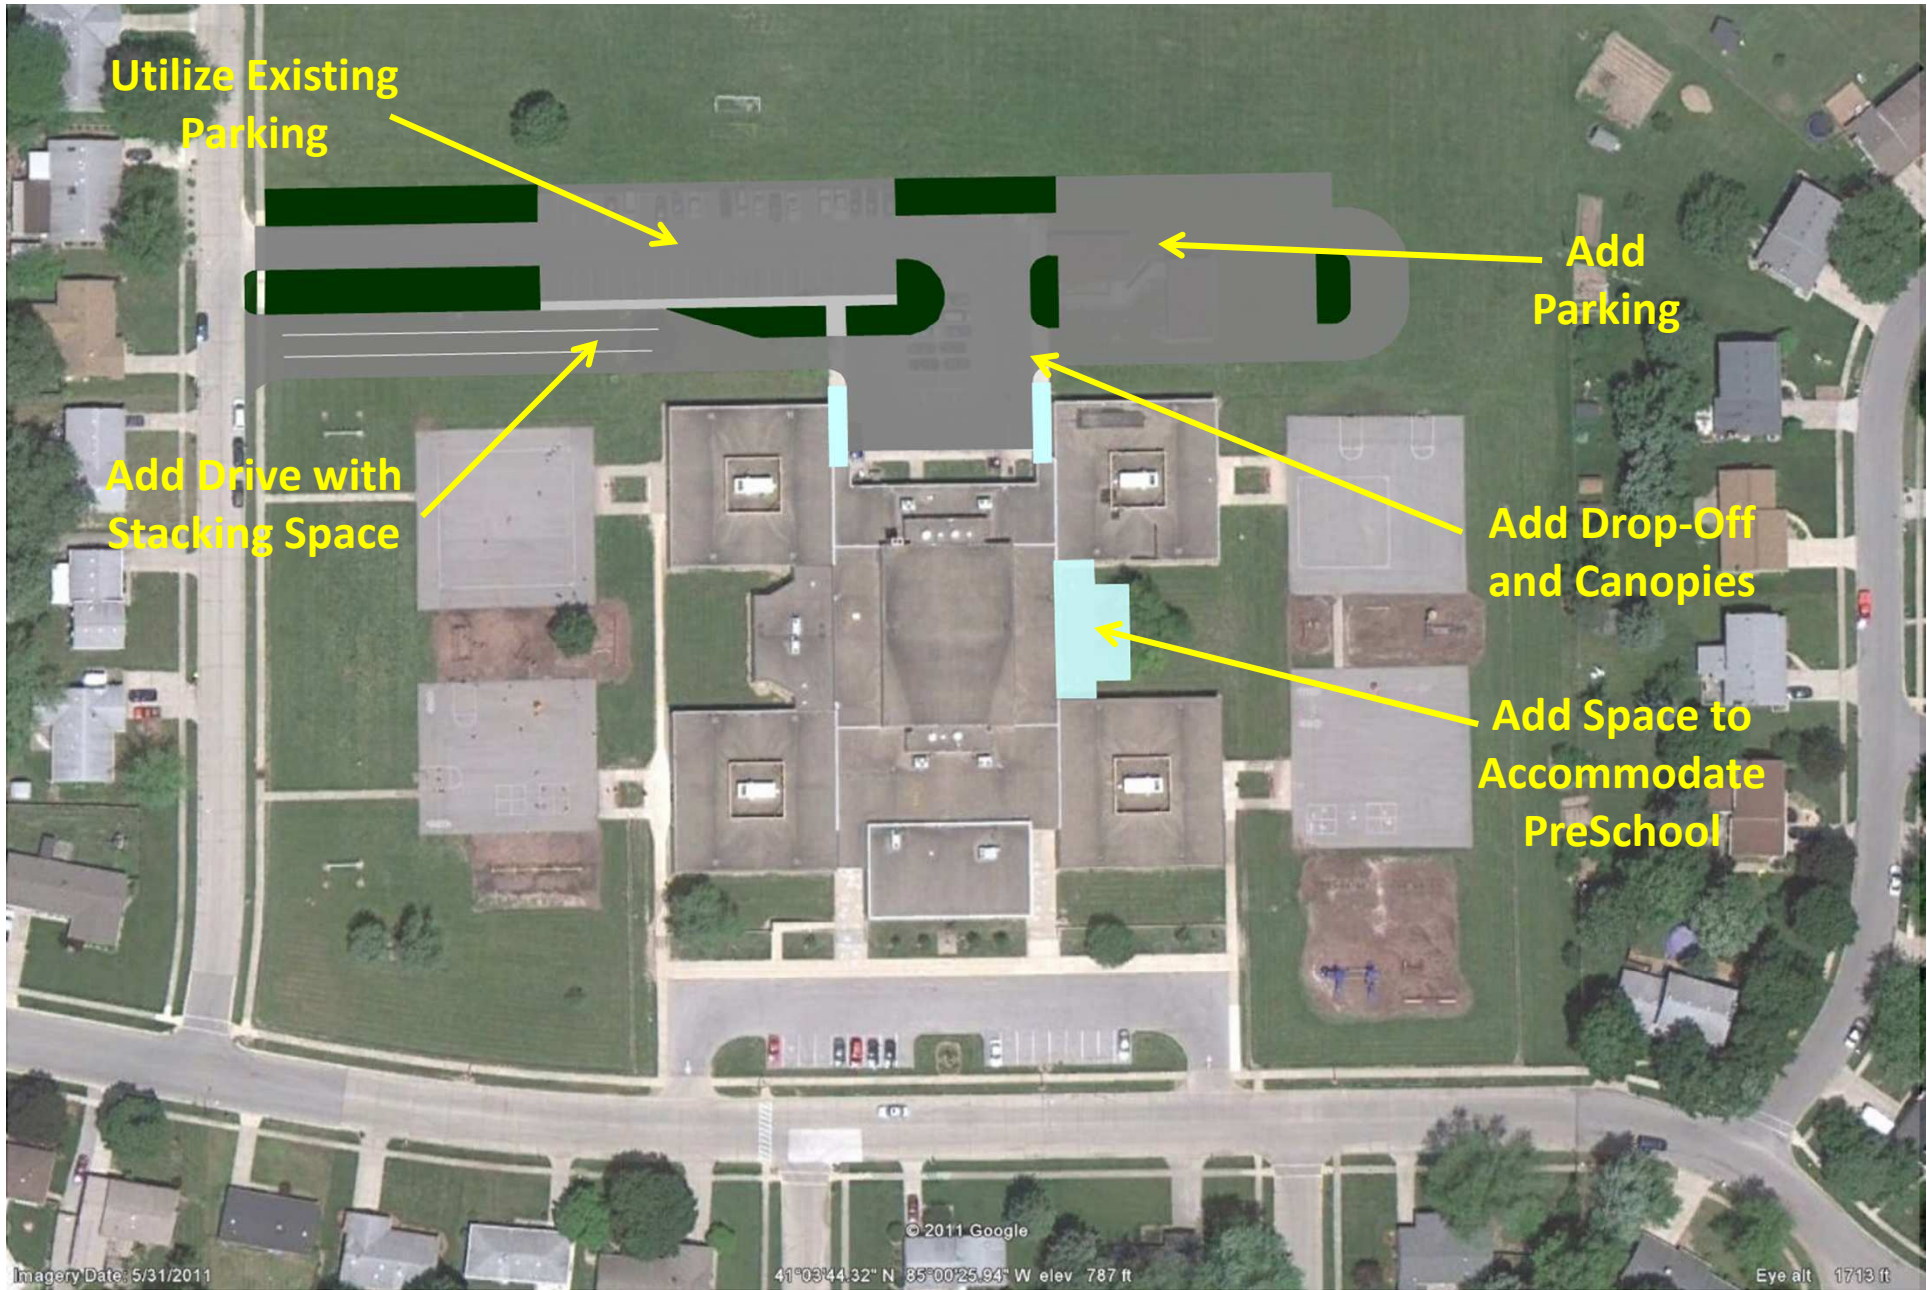 Utilize Existing
Parking
Add
Parking
Add Drive with
Stacking Space
Add Drop-Off
and Canopies
Add Space to
Accommodate
PreSchool
© 2011 Google
Imagery Date: 5/31/2011
41°03'44.32" N 85°00'25.94" W elev 787 ft
Eye alt 1713 ft